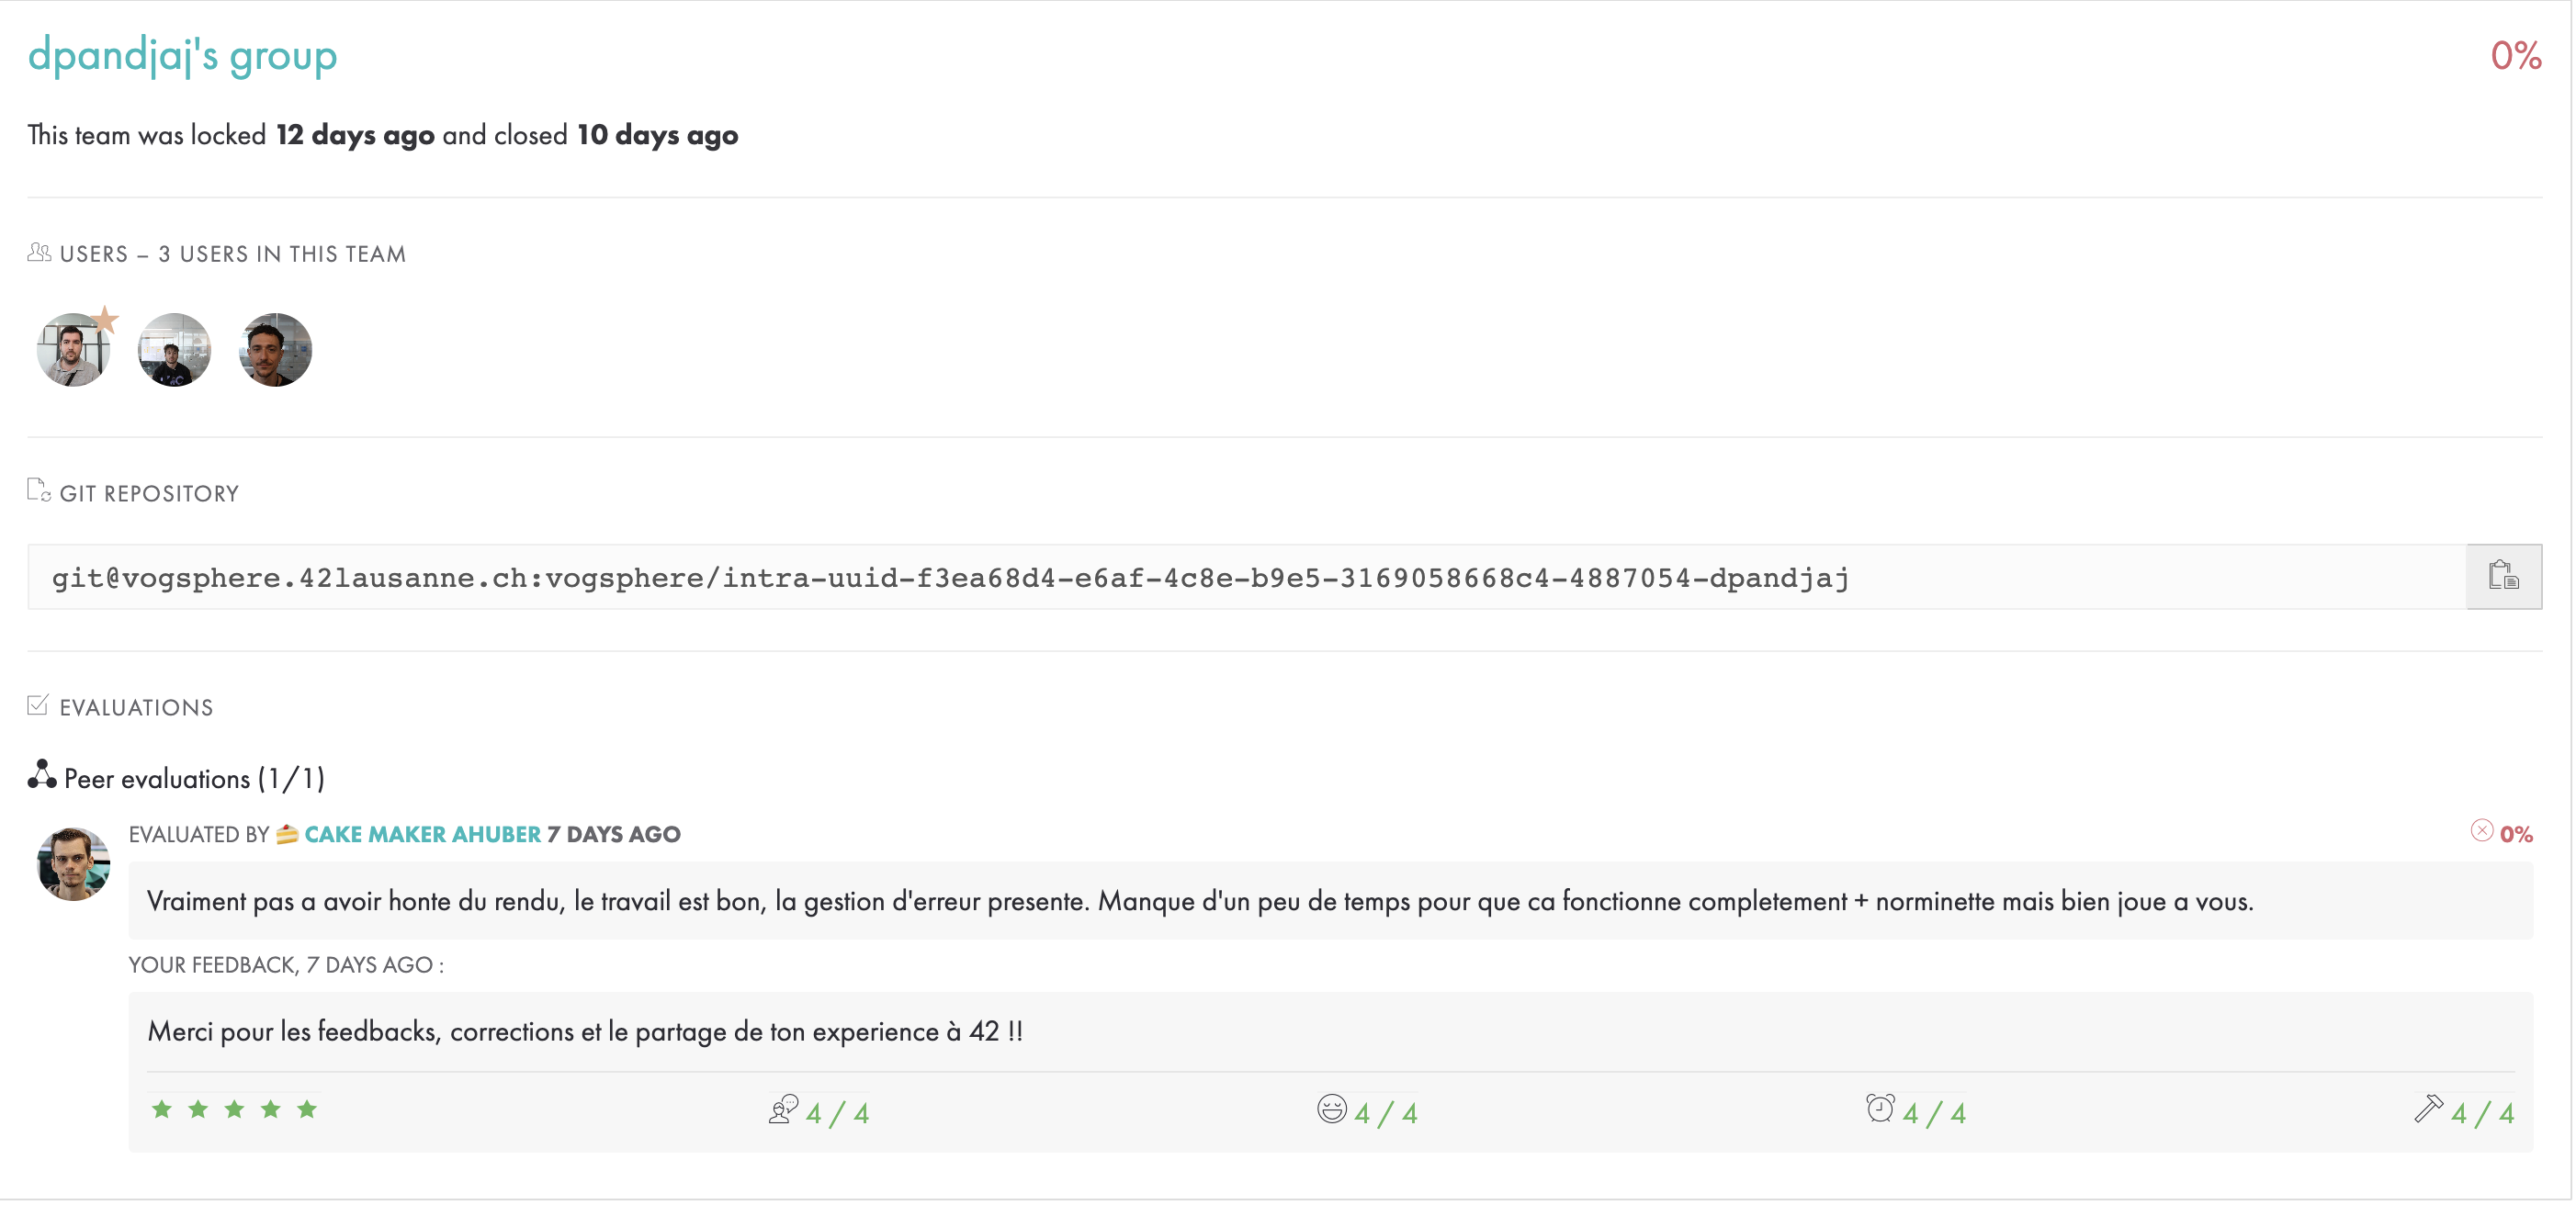 dpandjaj's group
0%
This team was locked 12 days ago and closed 10 days ago
USERS – 3 USERS IN THIS TEAM
GIT REPOSITORY
git@vogsphere.42lausanne.ch:vogsphere/intra-uuid-f3ea68d4-e6af-4c8e-b9e5-3169058668c4-4887054-dpandjaj
EVALUATIONS
Peer evaluations (1/1)
EVALUATED BY 🍰 CAKE MAKER AHUBER 7 DAYS AGO
0%
Vraiment pas a avoir honte du rendu, le travail est bon, la gestion d'erreur presente. Manque d'un peu de temps pour que ca fonctionne completement + norminette mais bien joue a vous.
YOUR FEEDBACK, 7 DAYS AGO :
Merci pour les feedbacks, corrections et le partage de ton experience à 42 !!
4 / 4
4 / 4
4 / 4
4 / 4